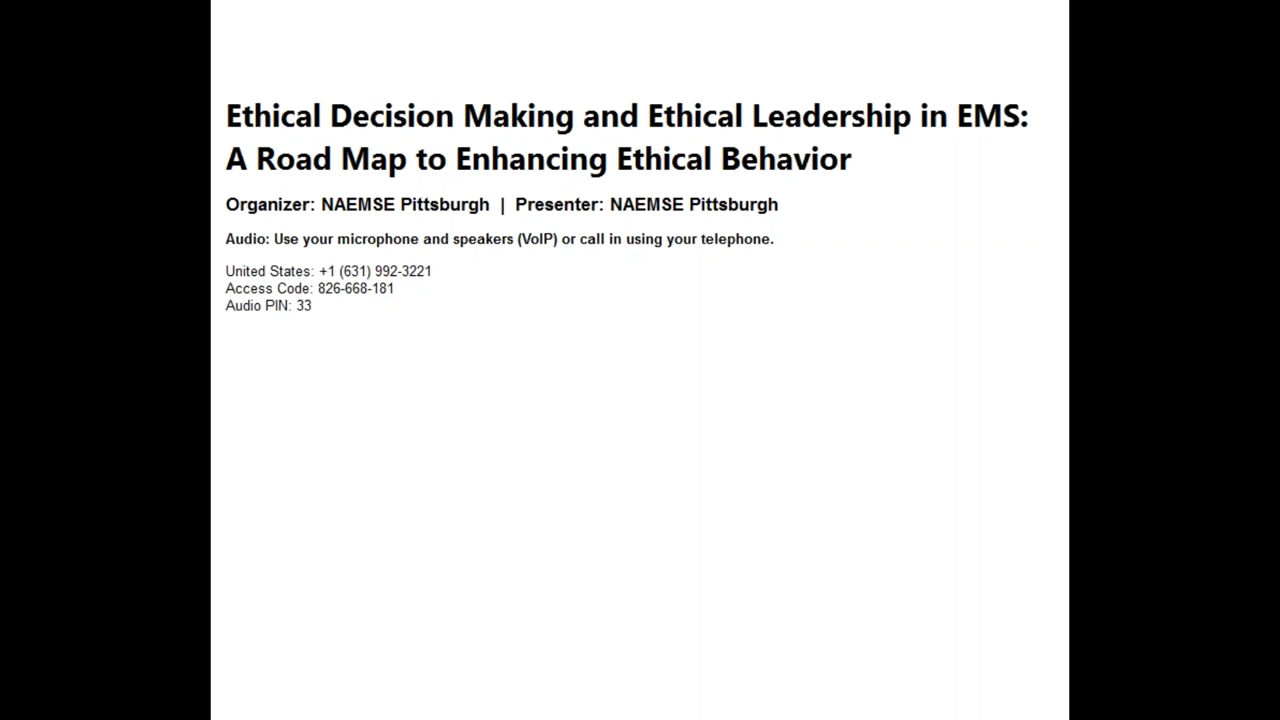 Ethical Decision Making and Ethical Leadership in EMS:
A Road Map to Enhancing Ethical Behavior
Organizer: NAEMSE Pittsburgh | Presenter: NAEMSE Pittsburgh
Audio: Use your microphone and speakers (VoIP) or call in using your telephone.
United States: +1 (631) 992-3221
Access Code: 826-668-181
Audio PIN: 33